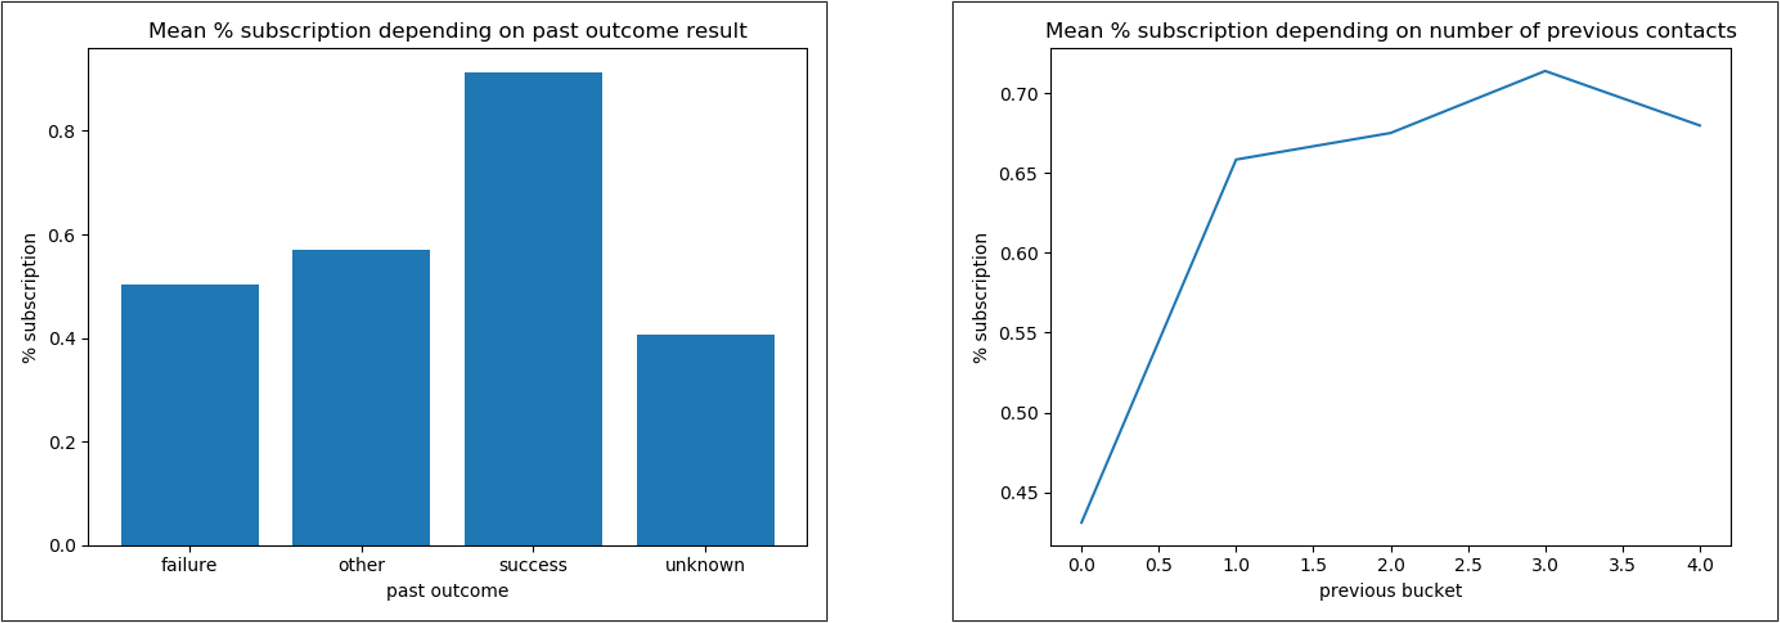 Mean % subscription depending on past outcome result
% subscription
0.8
0.6
0.4
0.2
0.0
failure other success unknown
past outcome
Mean % subscription depending on number of previous contacts
% subscription
0.70
0.65
0.60
0.55
0.50
0.45
0.0 0.5 1.0 1.5 2.0 2.5 3.0 3.5 4.0
previous bucket